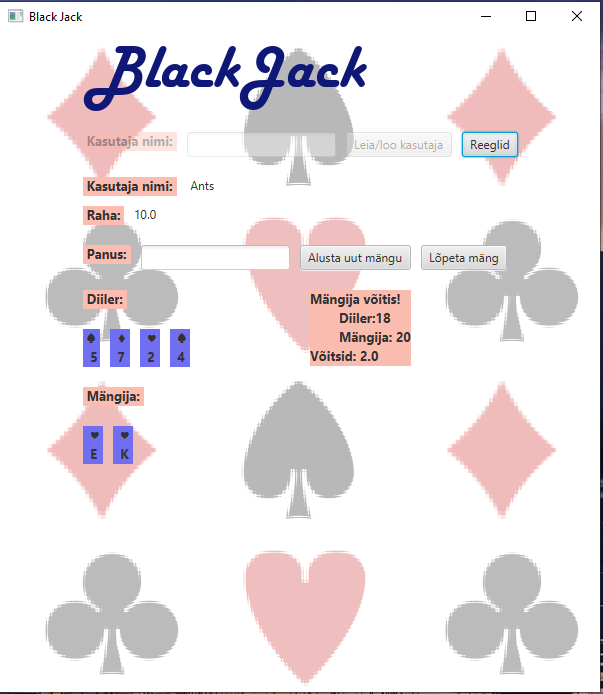 Black Jack
BlackJack
Kasutaja nimi: Leia/loo kasutaja Reeglid
Kasutaja nimi: Ants
Raha: 10.0
Panus: Alusta uut mängu Lõpeta mäng
Diiler:
♠ ♦ ♥ ♠
5 7 2 4
Mängija võitis!
Diiler:18
Mängija: 20
Võitsid: 2.0
Mängija:
♥ ♥
E K